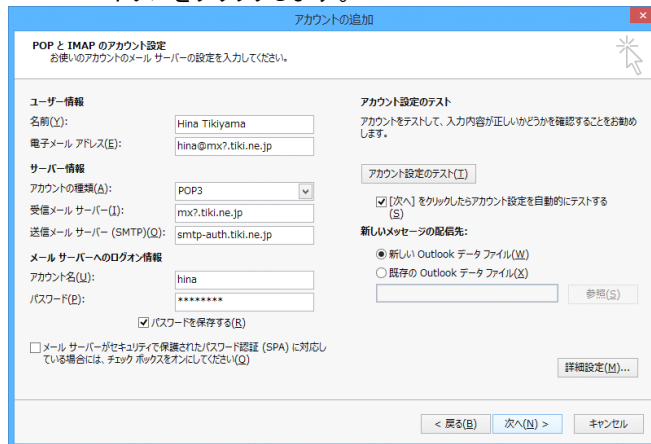 ボタンをクリックします。
アカウントの追加
POP と IMAP のアカウント設定
お使いのアカウントのメール サーバーの設定を入力してください。
ユーザー情報
名前(Y):
Hina Tikiyama
電子メール アドレス(E):
hina@mx?.tiki.ne.jp
サーバー情報
アカウントの種類(A):
POP3
受信メール サーバー(I):
mx?.tiki.ne.jp
送信メール サーバー (SMTP)(O):
smtp-auth.tiki.ne.jp
メール サーバーへのログオン情報
アカウント名(U):
hina
パスワード(P):
********
パスワードを保存する(R)
メール サーバーがセキュリティで保護されたパスワード認証 (SPA) に対応し
ている場合には、チェック ボックスをオンにしてください(Q)
アカウント設定のテスト
アカウントをテストして、入力内容が正しいかどうかを確認することをお勧め
します。
アカウント設定のテスト(T)
[次へ] をクリックしたらアカウント設定を自動的にテストする
(S)
新しいメッセージの配信先:
新しい Outlook データ ファイル(W)
既存の Outlook データ ファイル(X)
参照(S)
詳細設定(M)...
< 戻る(B)
次へ(N) >
キャンセル